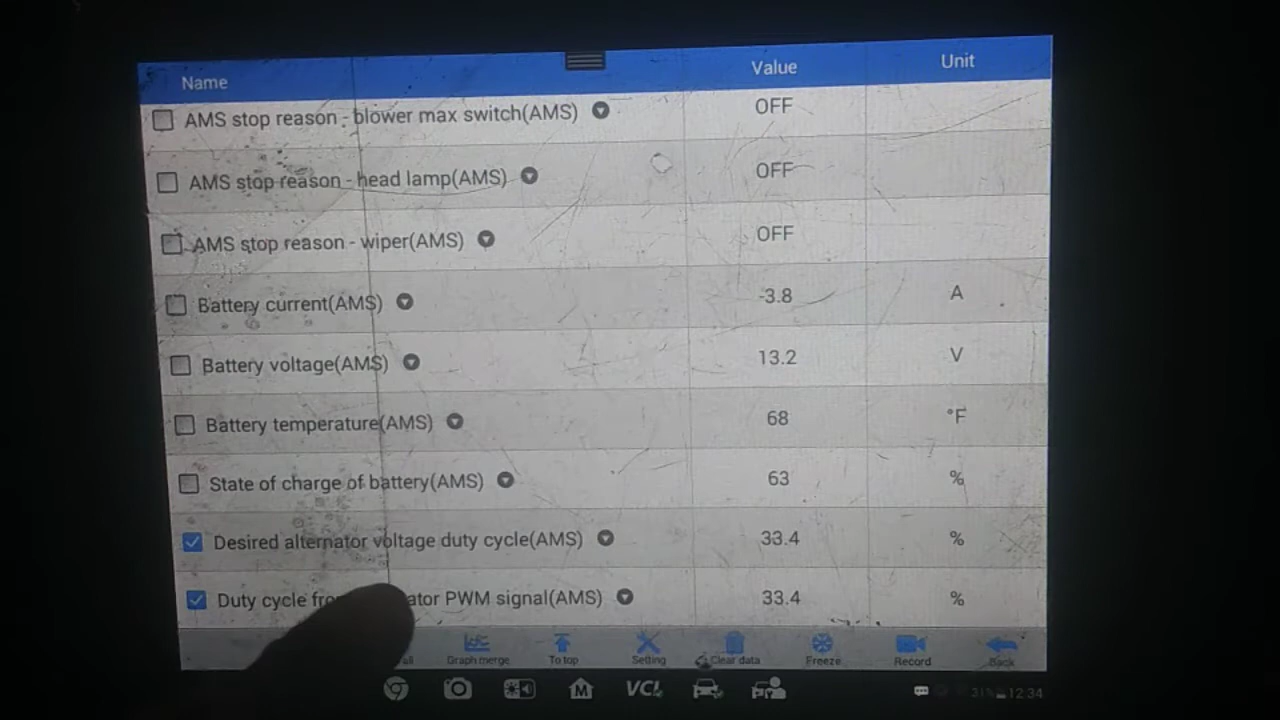 Name Value Unit
AMS stop reason - blower max switch(AMS) OFF
AMS stop reason - head lamp(AMS) OFF
AMS stop reason - wiper(AMS) OFF
Battery current(AMS) -3.8 A
Battery voltage(AMS) 13.2 V
Battery temperature(AMS) 68 °F
State of charge of battery(AMS) 63 %
Desired alternator voltage duty cycle(AMS) 33.4 %
Duty cycle PWM signal(AMS) 33.4 %
Graph merge To top Setting Clear data Freeze Record Back
M VCI 31% 12:34